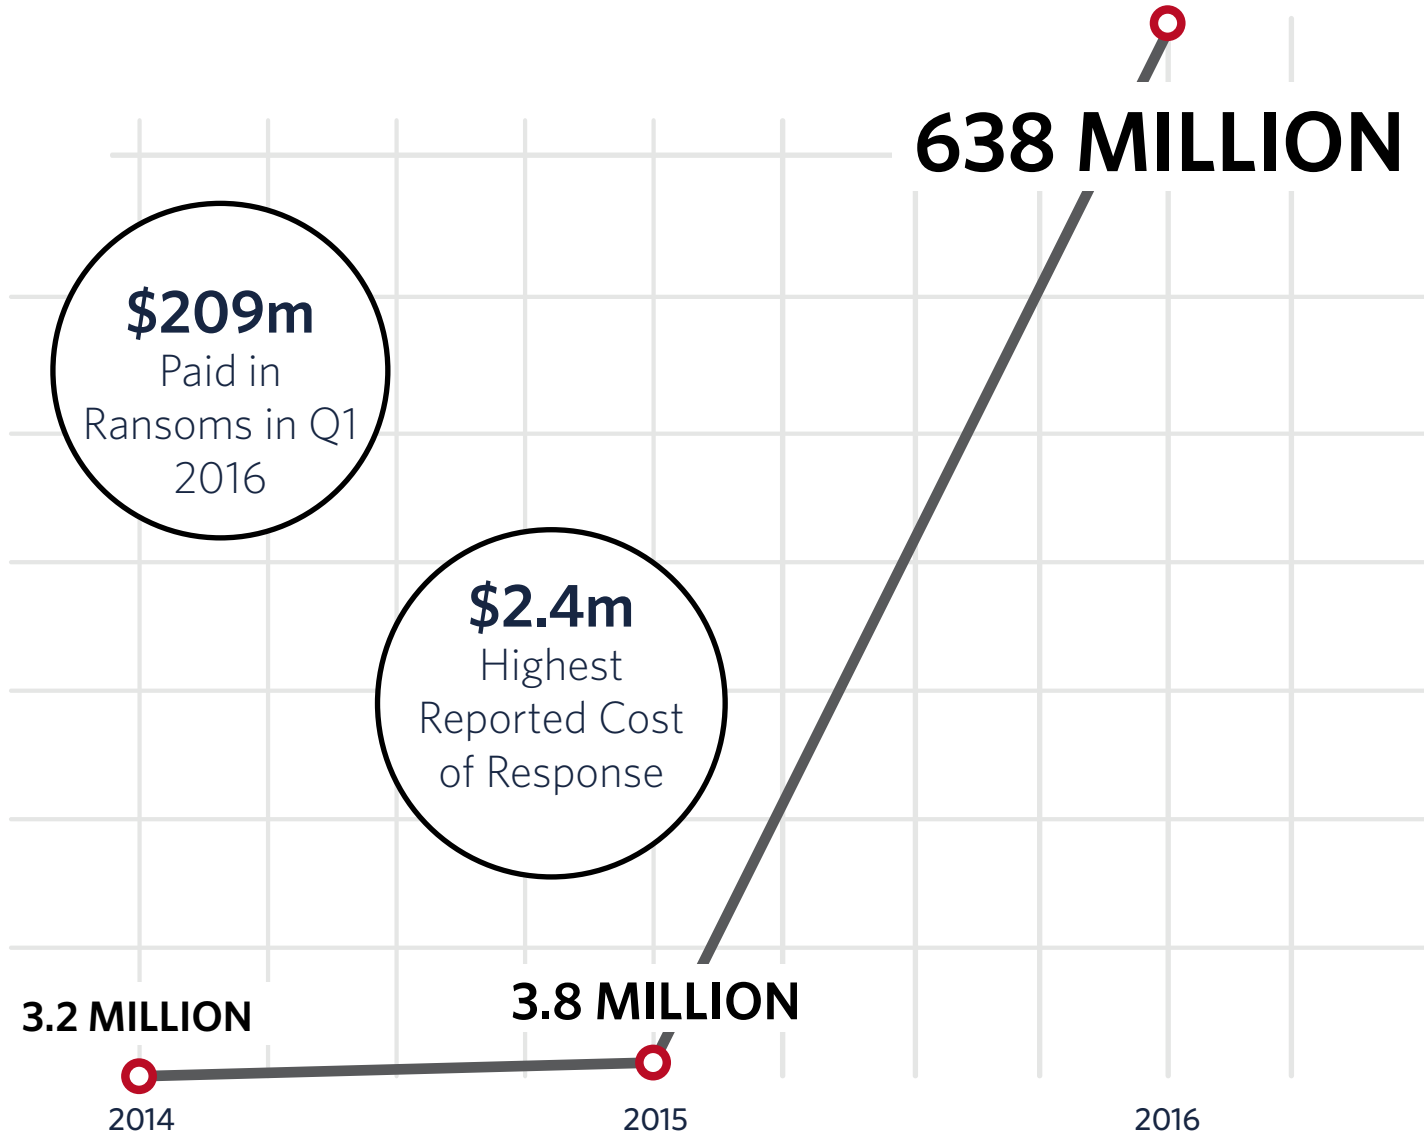 638 MILLION
$209m
Paid in
Ransoms in Q1
2016
$2.4m
Highest
Reported Cost
of Response
3.2 MILLION
3.8 MILLION
2014
2015
2016